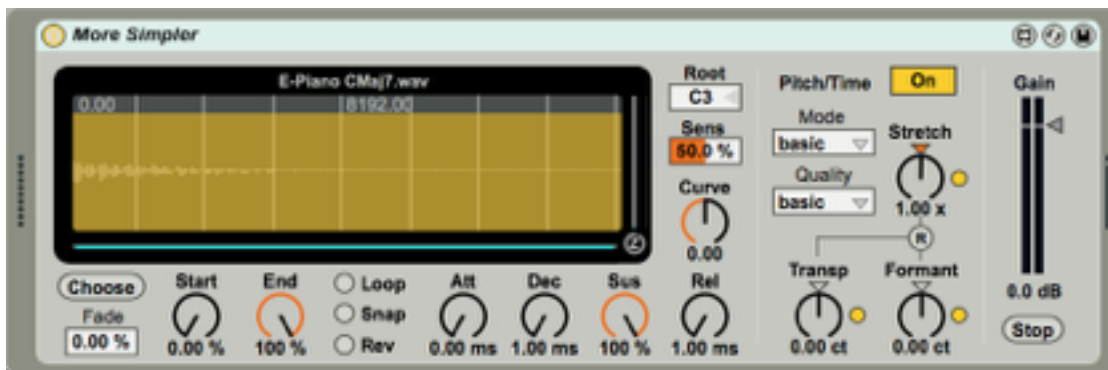 More Simpler
E-Piano CMaj7.wav
0.00 8192.00
Root
C3
Sens
50.0 %
Curve
0.00
Pitch/Time On
Mode
basic
Quality
basic
Stretch
1.00 x
R
Gain
0.0 dB
Stop
Choose
Fade
0.00 %
Start
0.00 %
End
100 %
Loop
Snap
Rev
Att
0.00 ms
Dec
1.00 ms
Sus
100 %
Rel
1.00 ms
Transp
0.00 ct
Formant
0.00 ct